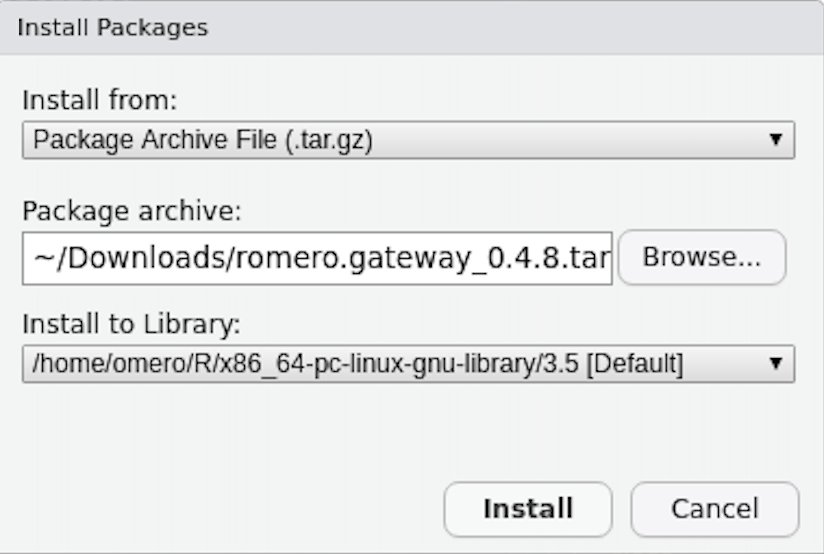 Install Packages
Install from:
Package Archive File (.tar.gz)
Package archive:
~/Downloads/romero.gateway_0.4.8.tar Browse...
Install to Library:
/home/omero/R/x86_64-pc-linux-gnu-library/3.5 [Default]
Install Cancel